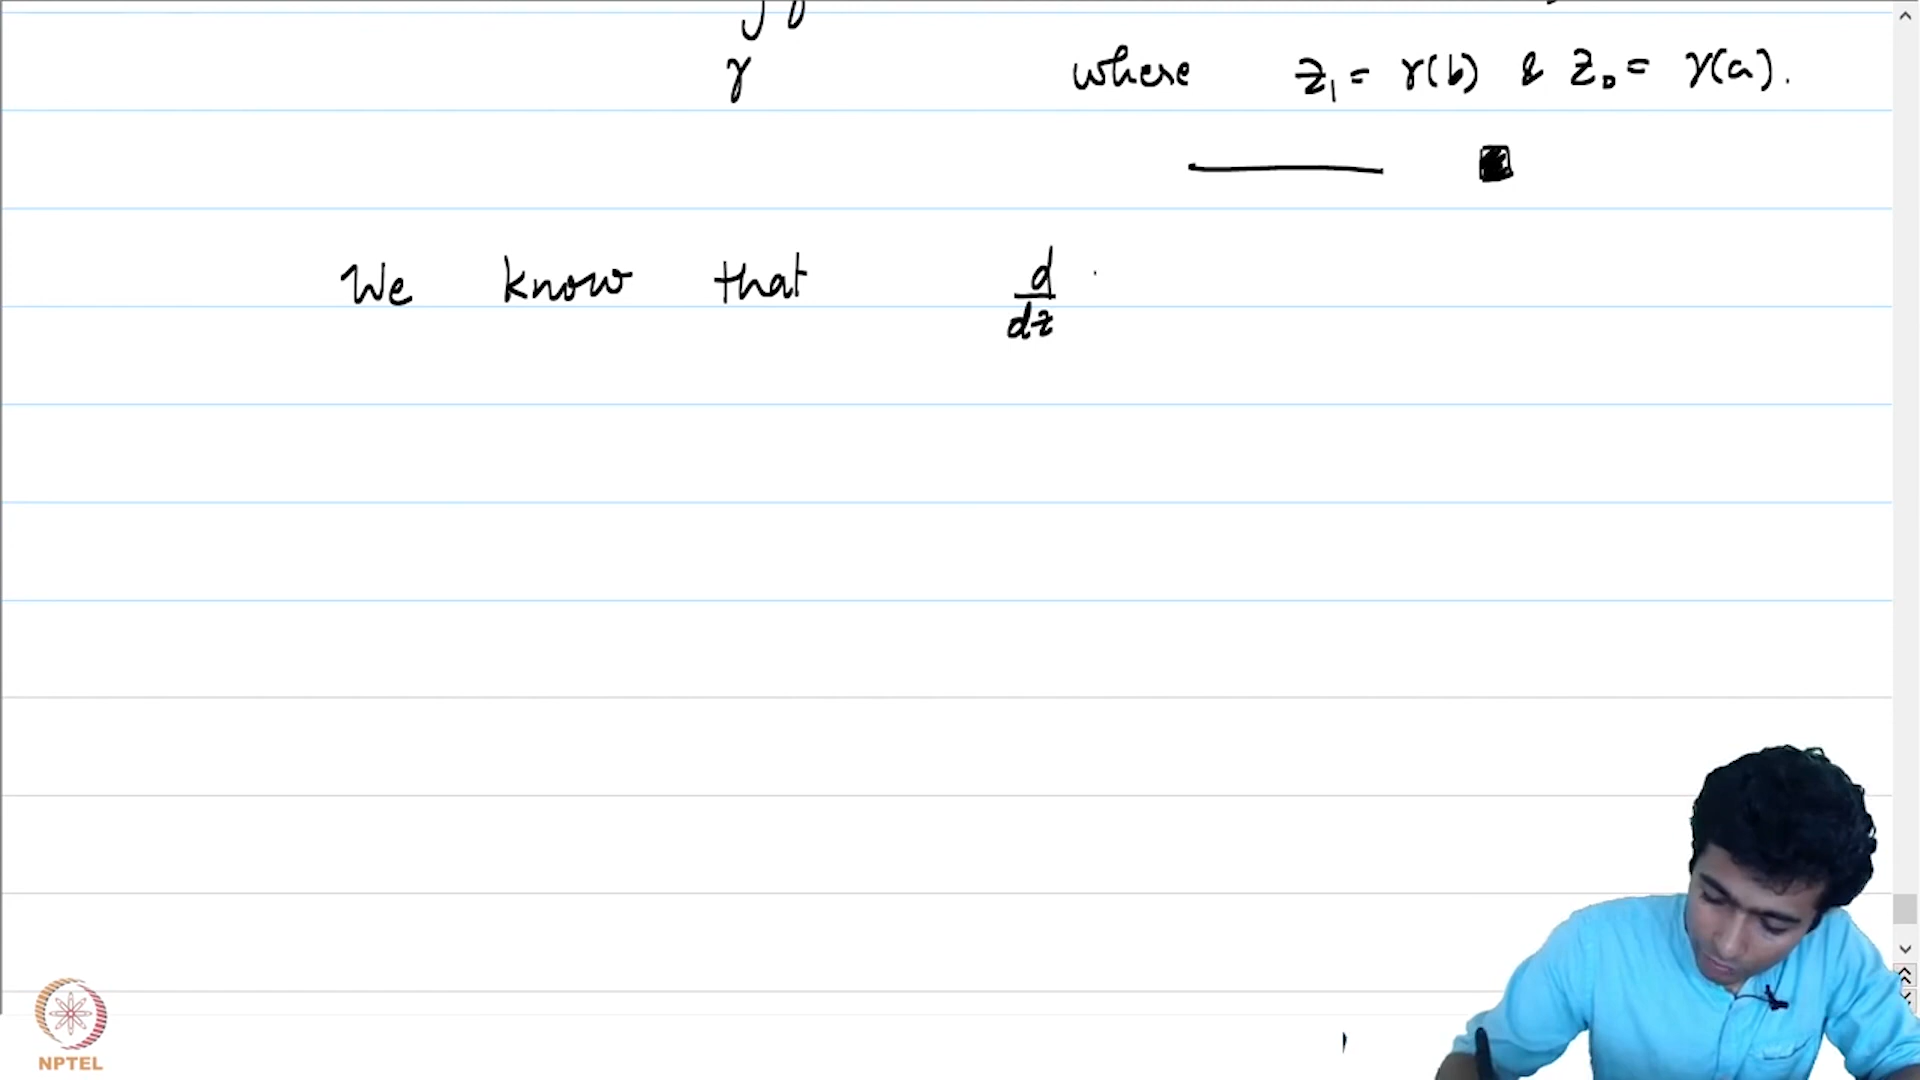 γ where z₁ = γ(b) & z₀ = γ(a).
We know that d/dz
NPTEL